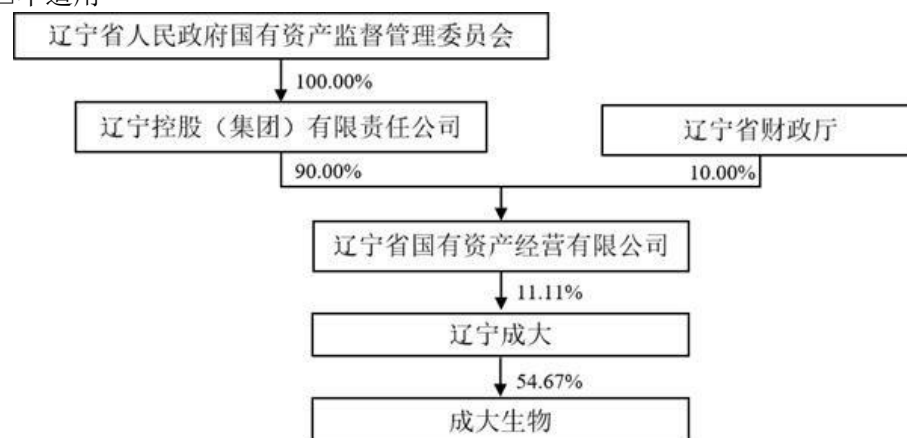 辽宁省人民政府国有资产监督管理委员会
100.00%
辽宁控股（集团）有限责任公司
辽宁省财政厅
90.00%
10.00%
辽宁省国有资产经营有限公司
11.11%
辽宁成大
54.67%
成大生物